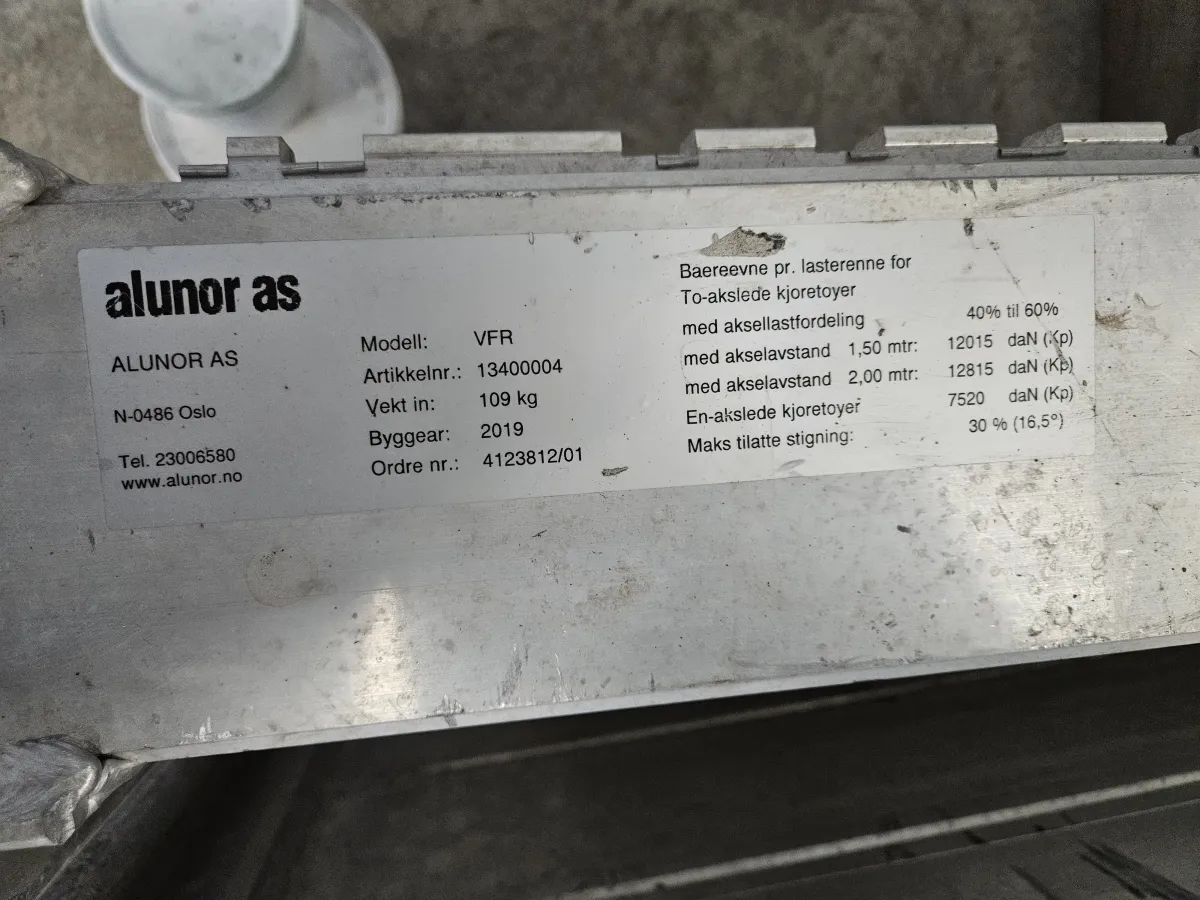 alunor as
ALUNOR AS
N-0486 Oslo
Tel. 23006580
www.alunor.no
Modell: VFR
Artikkelnr.: 13400004
Vekt in: 109 kg
Byggear: 2019
Ordre nr.: 4123812/01
Baereevne pr. lasterenne for
To-akslede kjoretoyer
med aksellastfordeling 40% til 60%
med akselavstand 1,50 mtr: 12015 daN (Kp)
med akselavstand 2,00 mtr: 12815 daN (Kp)
En-akslede kjoretoyer 7520 daN (Kp)
Maks tilatte stigning: 30 % (16,5°)